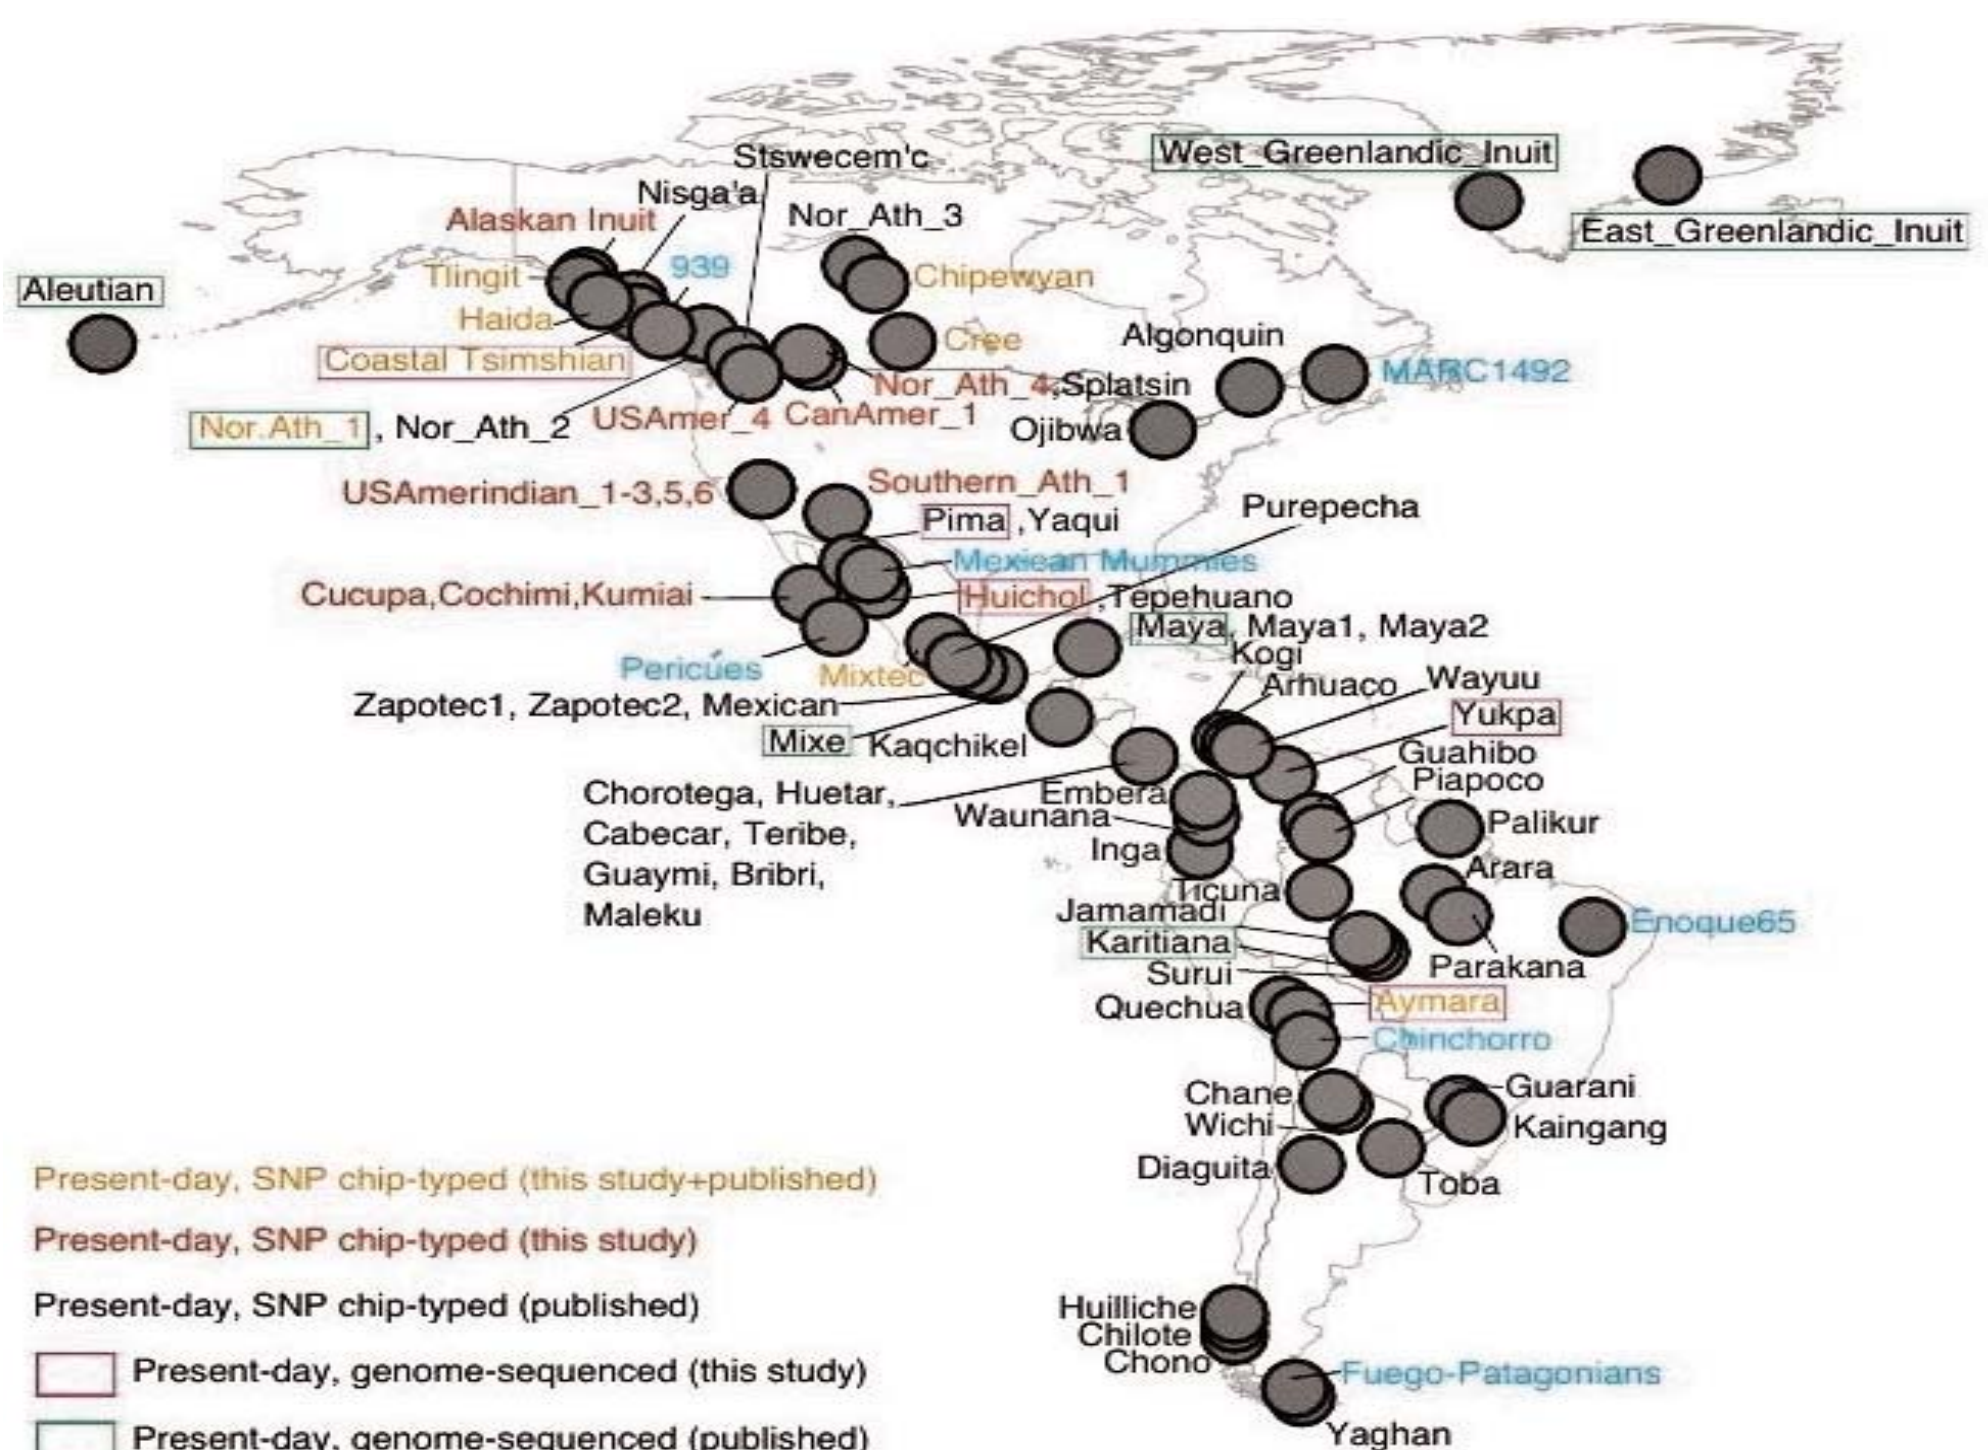 Stswecem'c
West_Greenlandic_Inuit
Nisga'a
Nor_Ath_3
Alaskan Inuit
East_Greenlandic_Inuit
939
Tlingit
Chipewyan
Aleutian
Haida
Algonquin
Cree
Coastal Tsimshian
MARC1492
Nor_Ath_4,Splatsin
USAmer_4 CanAmer_1
Nor.Ath_1, Nor_Ath_2
Ojibwa
Southern_Ath_1
USAmerindian_1-3,5,6
Purepecha
Pima ,Yaqui
Mexican Mummies
Cucupa,Cochimi,Kumiai
Huichol ,Tepehuano
Maya, Maya1, Maya2
Kogi
Pericúes
Mixtec
Arhuaco
Wayuu
Zapotec1, Zapotec2, Mexican
Yukpa
Mixe
Kaqchikel
Guahibo
Piapoco
Chorotega, Huetar,
Cabecar, Teribe,
Guaymi, Bribri,
Maleku
Embera
Waunana
Palikur
Inga
Arara
Ticuna
Jamamadi
Enoque65
Karitiana
Parakana
Surui
Quechua
Aymara
Chinchorro
Chane
Guarani
Wichi
Kaingang
Diaguita
Toba
Huilliche
Chilote
Chono
Fuego-Patagonians
Yaghan
Present-day, SNP chip-typed (this study+published)
Present-day, SNP chip-typed (this study)
Present-day, SNP chip-typed (published)
Present-day, genome-sequenced (this study)
Present-day, genome-sequenced (published)